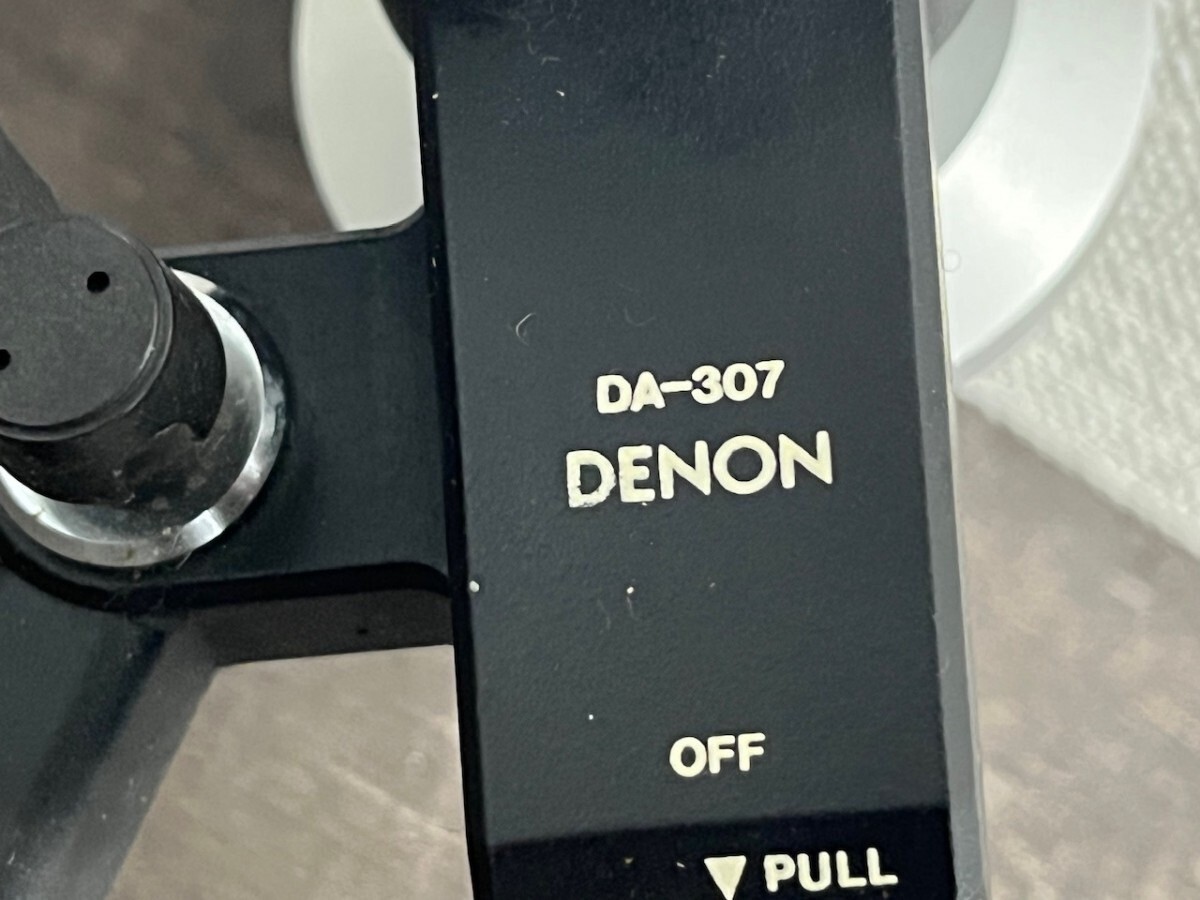 DA-307
DENON
OFF
▼PULL